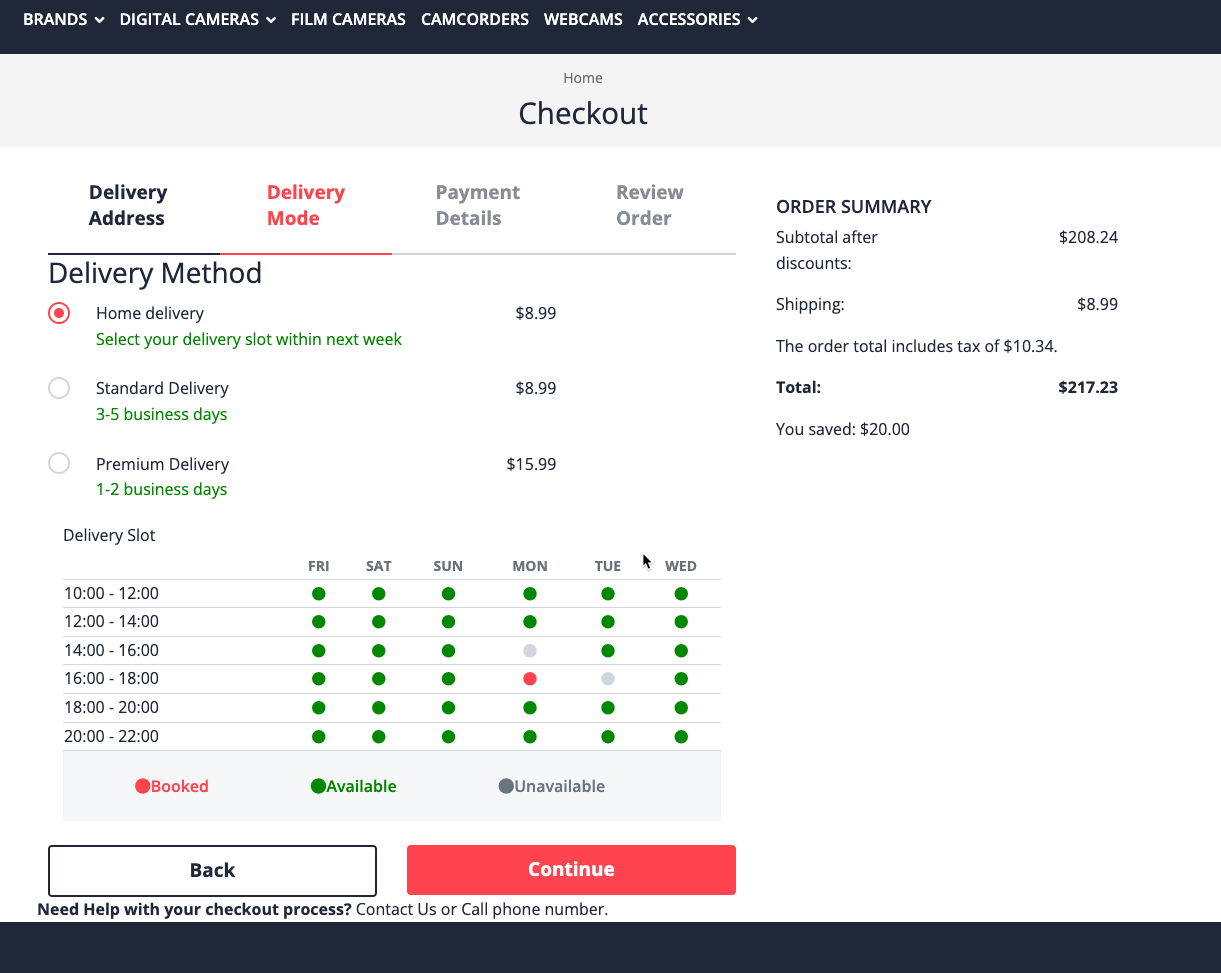 BRANDS DIGITAL CAMERAS FILM CAMERAS CAMCORDERS WEBCAMS ACCESSORIES
Home
Checkout
Delivery Address
Delivery Mode
Payment Details
Review Order
Delivery Method
Home delivery $8.99
Select your delivery slot within next week
Standard Delivery $8.99
3-5 business days
Premium Delivery $15.99
1-2 business days
Delivery Slot
FRI SAT SUN MON TUE WED
10:00 - 12:00
12:00 - 14:00
14:00 - 16:00
16:00 - 18:00
18:00 - 20:00
20:00 - 22:00
Booked Available Unavailable
Back Continue
Need Help with your checkout process? Contact Us or Call phone number.
ORDER SUMMARY
Subtotal after discounts: $208.24
Shipping: $8.99
The order total includes tax of $10.34.
Total: $217.23
You saved: $20.00